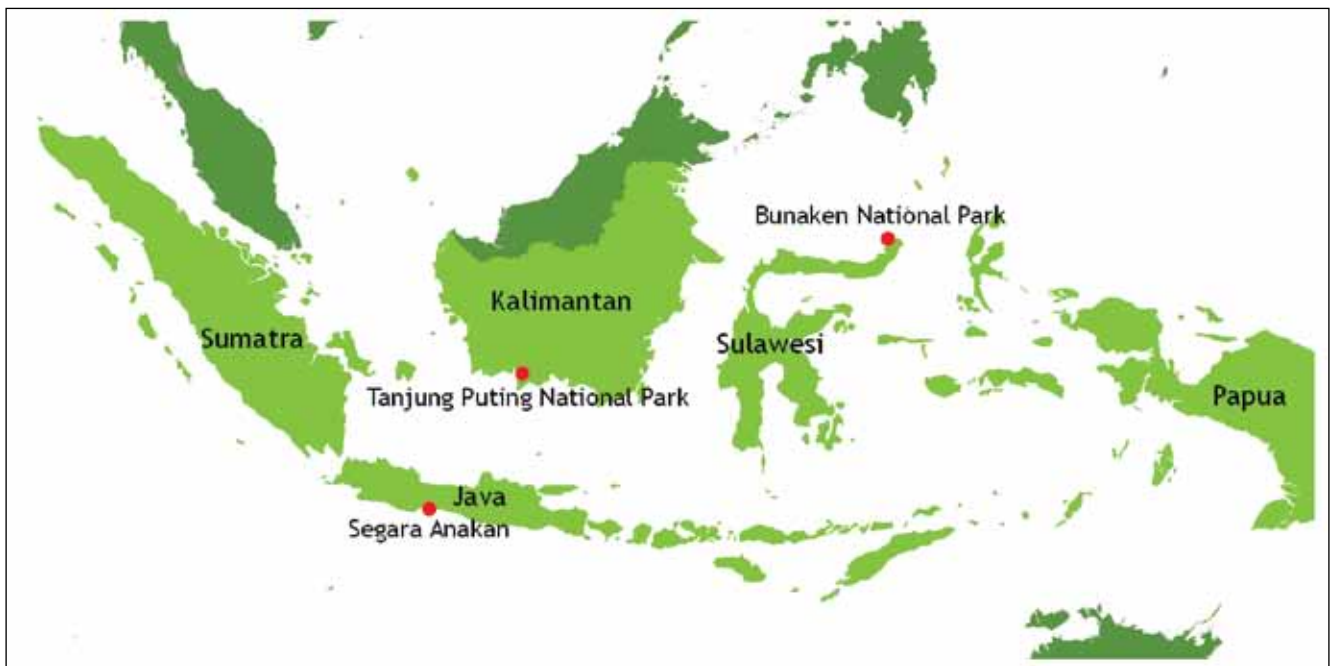 Bunaken National Park
Kalimantan
Sumatra
Sulawesi
Tanjung Puting National Park
Papua
Java
Segara Anakan